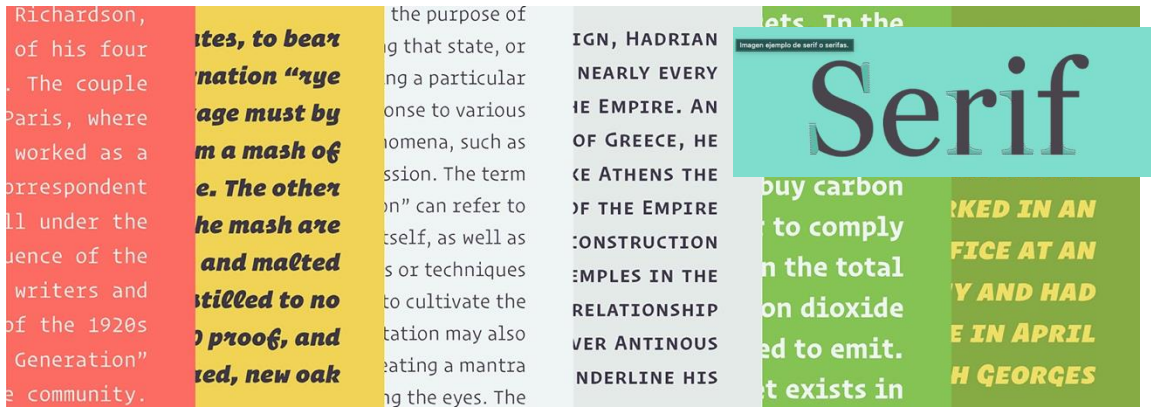 Richardson,
of his four
. The couple
Paris, where
worked as a
orrespondent
ll under the
uence of the
writers and
of the 1920s
Generation”
e community.
ates, to bear
nation “rye
age must by
m a mash of
e. The other
he mash are
and malted
stilled to no
0 proof, and
ed, new oak
the purpose of
g that state, or
ng a particular
onse to various
nomena, such as
ssion. The term
on” can refer to
tself, as well as
s or techniques
to cultivate the
tation may also
eating a mantra
ng the eyes. The
IGN, HADRIAN
NEARLY EVERY
HE EMPIRE. AN
OF GREECE, HE
KE ATHENS THE
OF THE EMPIRE
CONSTRUCTION
EMPLES IN THE
RELATIONSHIP
VER ANTINOUS
NDERLINE HIS
ets. In the
buy carbon
to comply
n the total
on dioxide
ed to emit.
et exists in
Imagen ejemplo de serif o serifas.
Serif
RKED IN AN
FFICE AT AN
Y AND HAD
E IN APRIL
H GEORGES